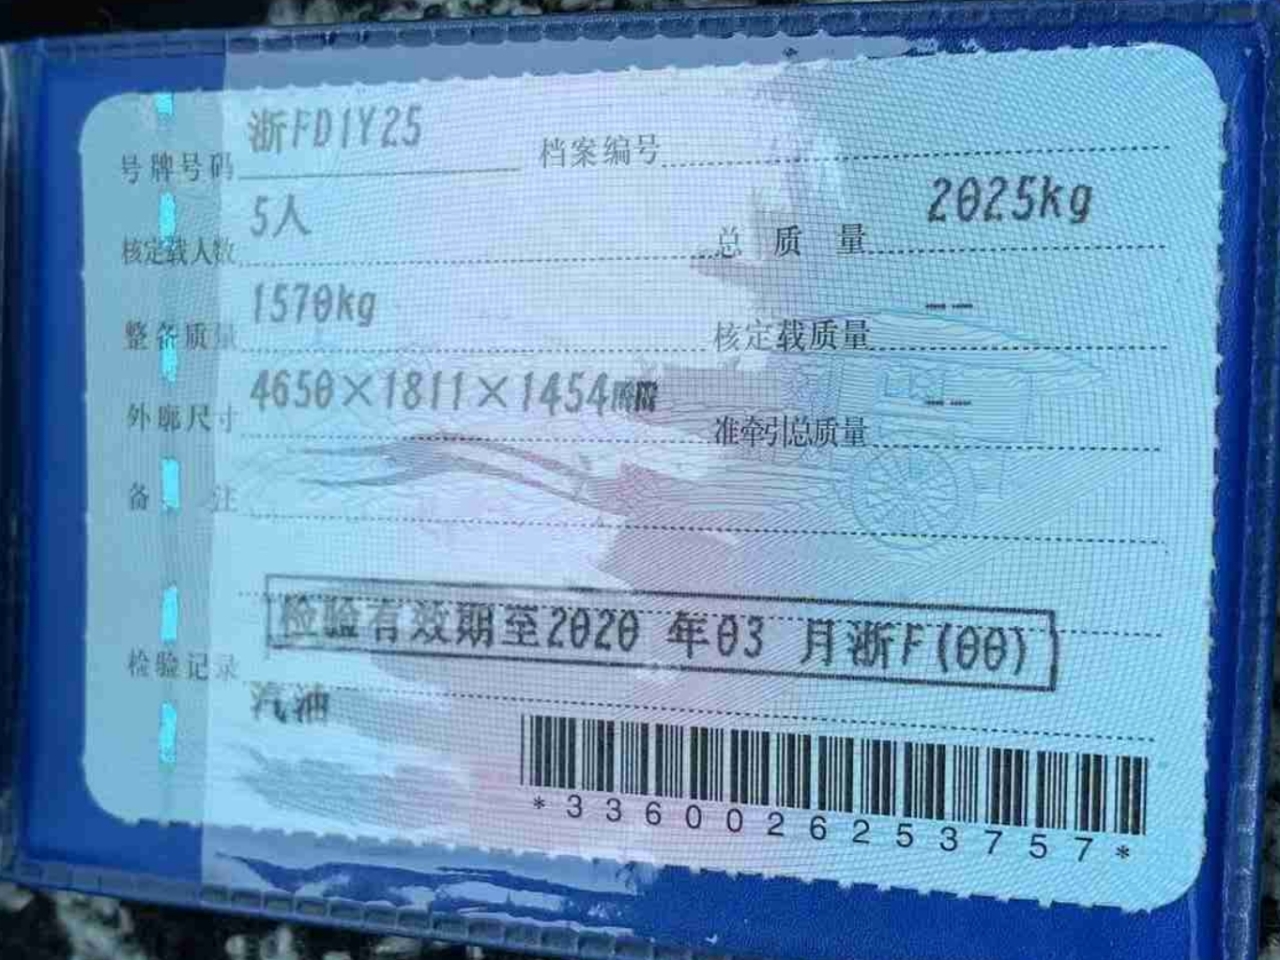 号牌号码 浙FD1Y25 档案编号
核定载人数 5人 总质量 2025kg
整备质量 1570kg 核定载质量 --
外廓尺寸 4650×1811×1454mm 准牵引总质量 --
备注
检验有效期至2020 年03 月浙F(00)
检验记录
汽油
*3360026253757*